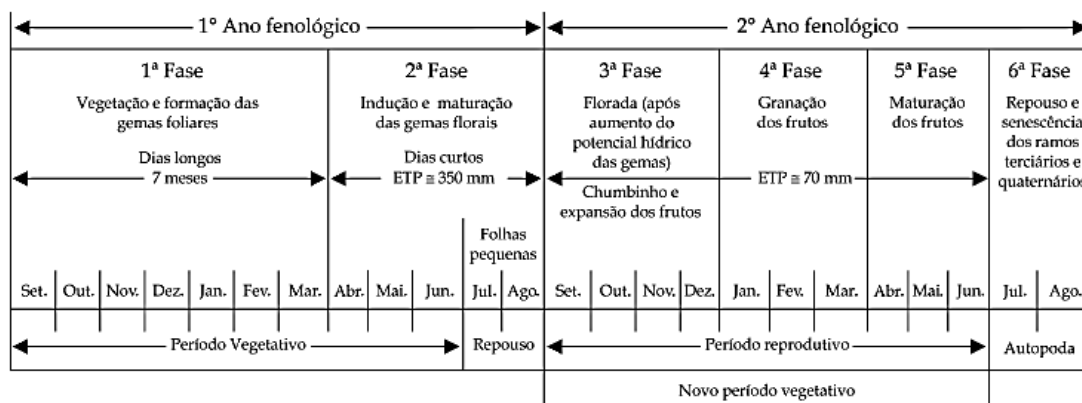 1º Ano fenológico
2º Ano fenológico
1ª Fase
Vegetação e formação das
gemas foliares
Dias longos
7 meses
2ª Fase
Indução e maturação
das gemas florais
Dias curtos
ETP ≅ 350 mm
Folhas
pequenas
3ª Fase
Florada (após
aumento do
potencial hídrico
das gemas)
Chumbinho e
expansão dos frutos
4ª Fase
Granação
dos frutos
ETP ≅ 70 mm
5ª Fase
Maturação
dos frutos
6ª Fase
Repouso e
senescência
dos ramos
terciários e
quaternários
Set. Out. Nov. Dez. Jan. Fev. Mar. Abr. Mai. Jun. Jul. Ago. Set. Out. Nov. Dez. Jan. Fev. Mar. Abr. Mai. Jun. Jul. Ago.
Período Vegetativo Repouso Período reprodutivo Autopoda
Novo período vegetativo